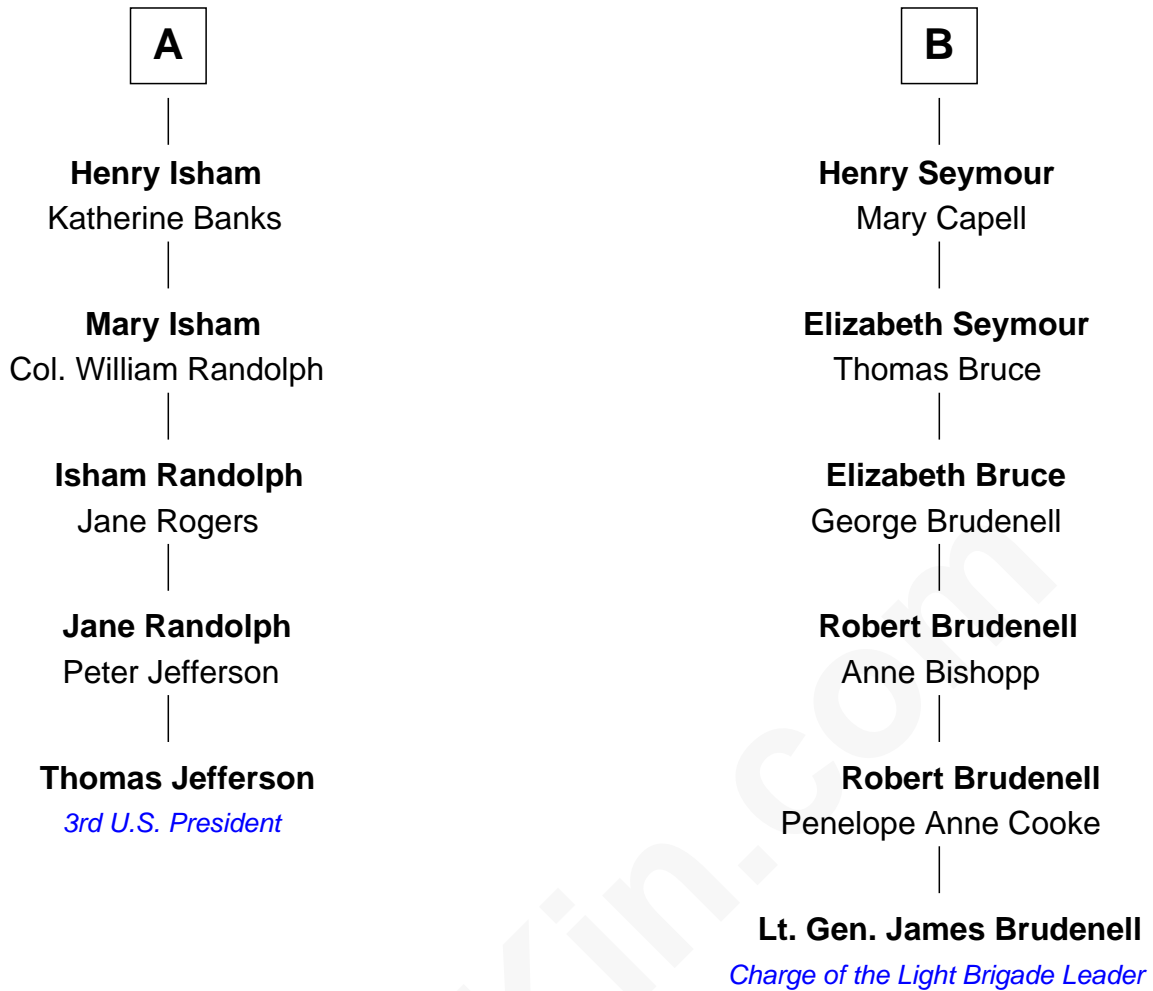 A
Henry Isham
Katherine Banks
Mary Isham
Col. William Randolph
Isham Randolph
Jane Rogers
Jane Randolph
Peter Jefferson
Thomas Jefferson
3rd U.S. President
B
Henry Seymour
Mary Capell
Elizabeth Seymour
Thomas Bruce
Elizabeth Bruce
George Brudenell
Robert Brudenell
Anne Bishopp
Robert Brudenell
Penelope Anne Cooke
Lt. Gen. James Brudenell
Charge of the Light Brigade Leader